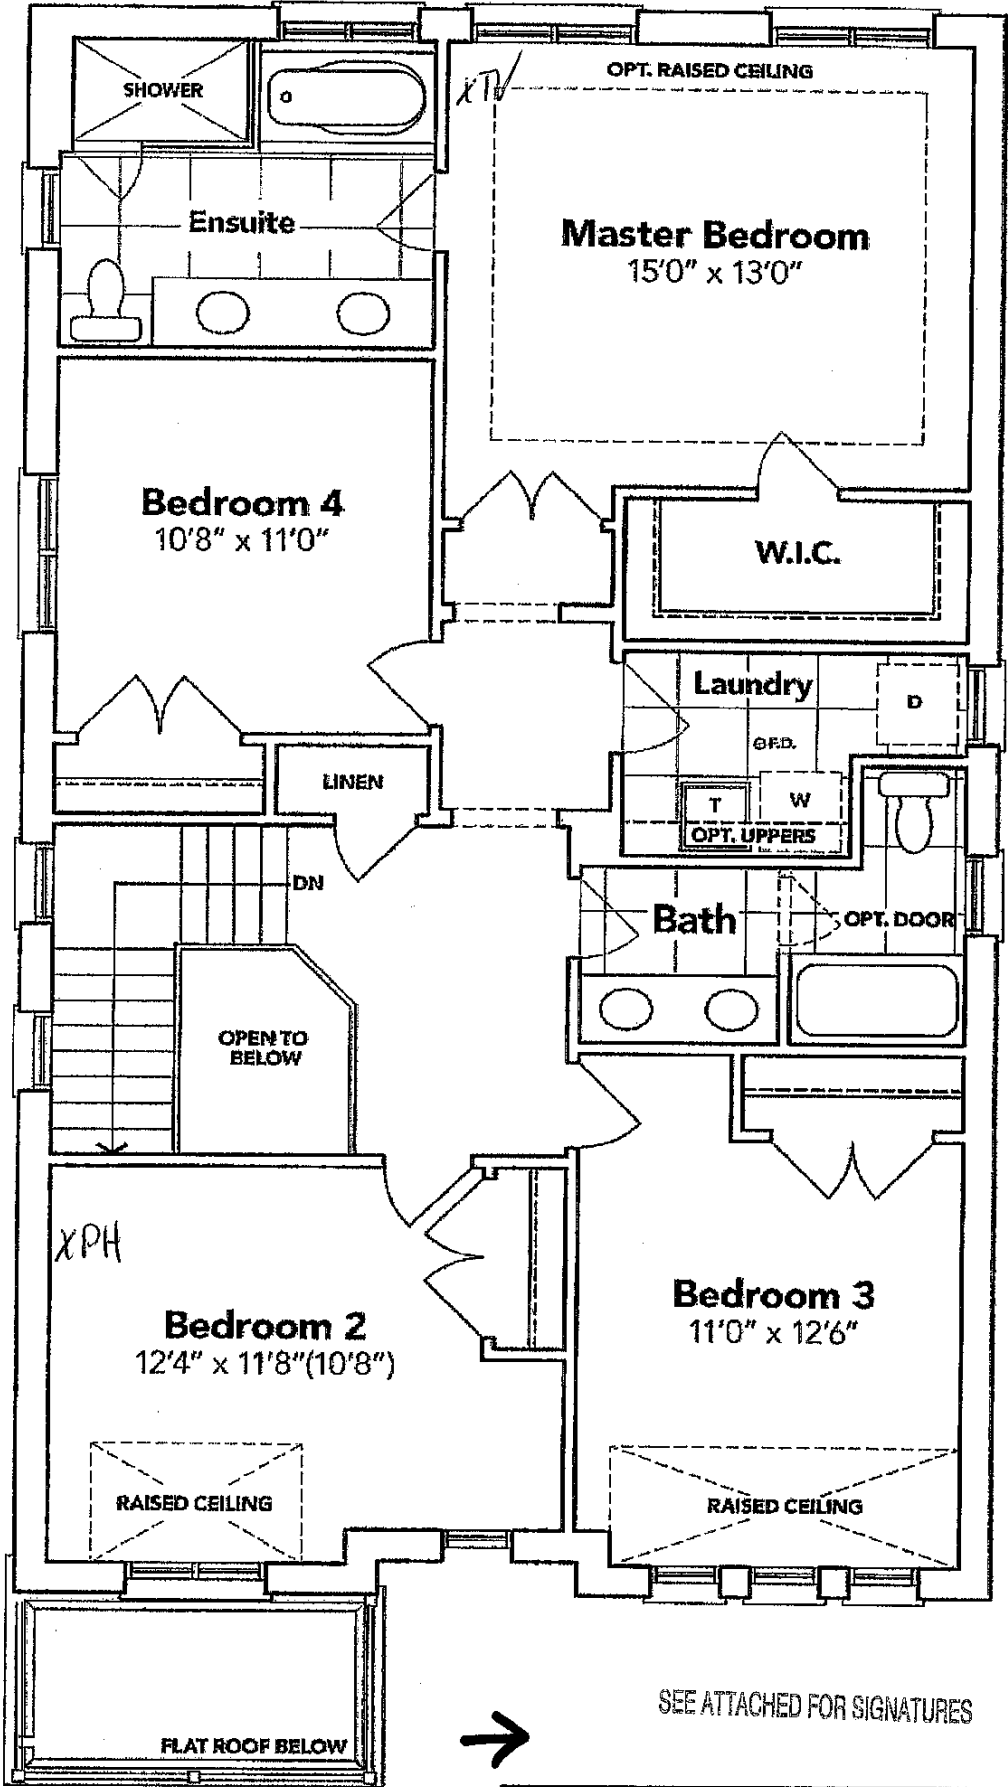 SHOWER
XTV
OPT. RAISED CEILING
Ensuite
Master Bedroom
15'0" x 13'0"
Bedroom 4
10'8" x 11'0"
W.I.C.
Laundry
D
F.D.
LINEN
T
W
OPT. UPPERS
DN
Bath
OPT. DOOR
OPEN TO
BELOW
XPH
Bedroom 2
12'4" x 11'8"(10'8")
Bedroom 3
11'0" x 12'6"
RAISED CEILING
RAISED CEILING
SEE ATTACHED FOR SIGNATURES
FLAT ROOF BELOW